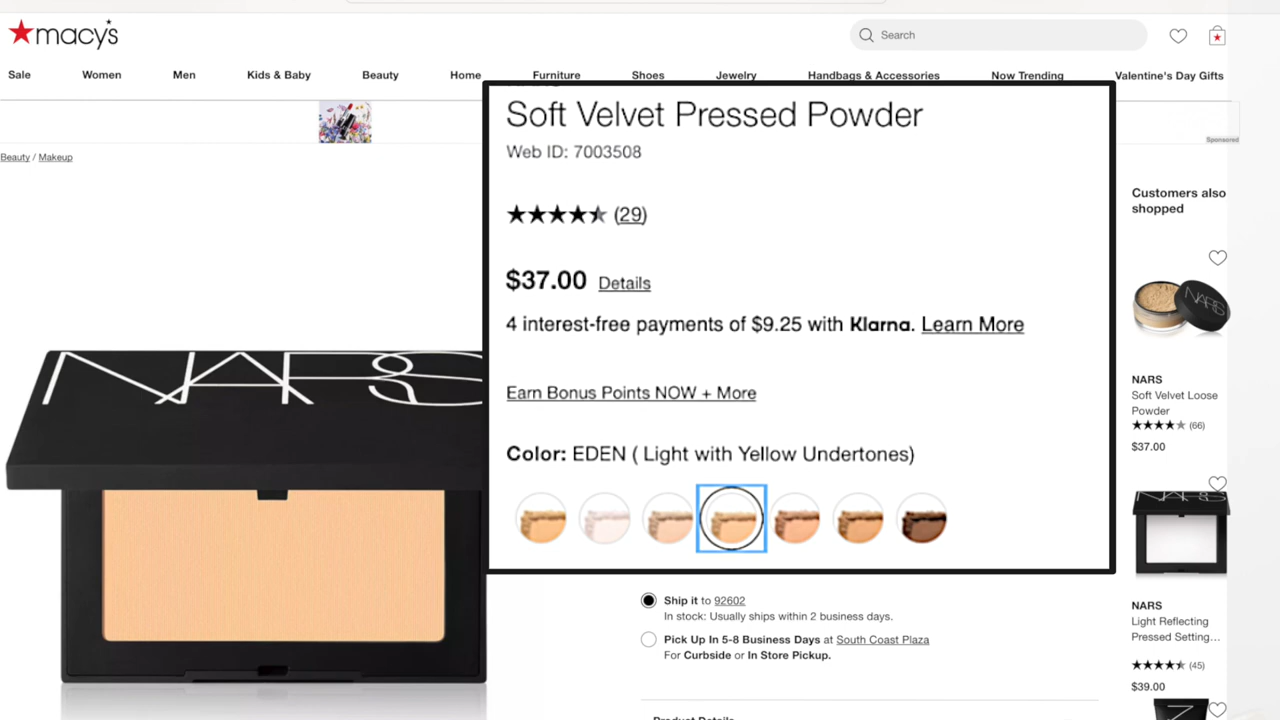 macy's
Search
Sale Women Men Kids & Baby Beauty Home Furniture Shoes Jewelry Handbags & Accessories Now Trending Valentine's Day Gifts
Sponsored
Beauty / Makeup
NARS
Soft Velvet Pressed Powder
Web ID: 7003508
(29)
$37.00 Details
4 interest-free payments of $9.25 with Klarna. Learn More
Earn Bonus Points NOW + More
Color: EDEN ( Light with Yellow Undertones)
Ship it to 92602
In stock: Usually ships within 2 business days.
Pick Up In 5-8 Business Days at South Coast Plaza
For Curbside or In Store Pickup.
Product Details
Customers also
shopped
NARS
NARS
Soft Velvet Loose
Powder
(66)
$37.00
NARS
NARS
Light Reflecting
Pressed Setting...
(45)
$39.00